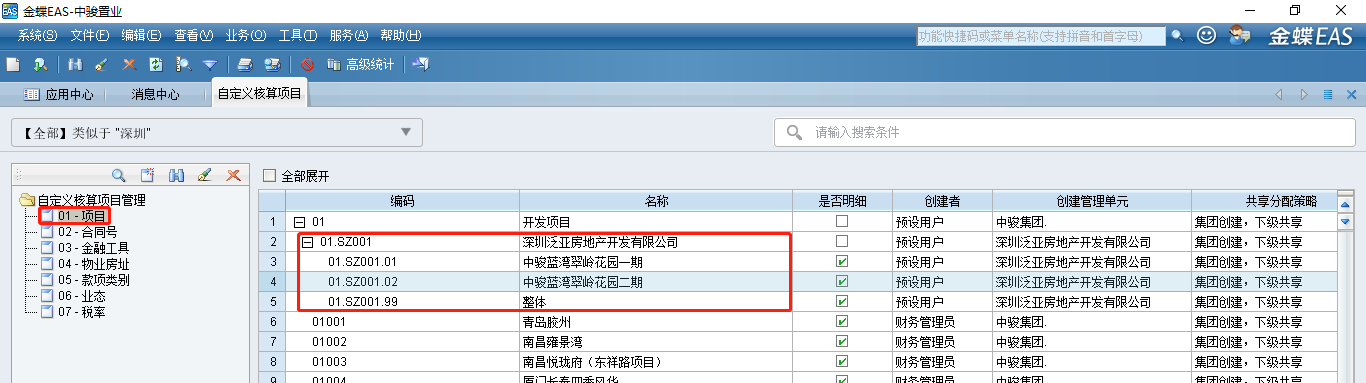 金蝶EAS-中骏置业
系统(S) 文件(F) 编辑(E) 查看(V) 业务(O) 工具(T) 服务(A) 帮助(H) 功能快捷码或菜单名称(支持拼音和首字母) 金蝶EAS
高级统计
应用中心 消息中心 自定义核算项目
【全部】类似于 "深圳" 请输入搜索条件
全部展开
自定义核算项目管理
01 - 项目
02 - 合同号
03 - 金融工具
04 - 物业房址
05 - 款项类别
06 - 业态
07 - 税率
编码 名称 是否明细 创建者 创建管理单元 共享分配策略
1 01 开发项目 预设用户 中骏集团. 集团创建，下级共享
2 01.SZ001 深圳泛亚房地产开发有限公司 预设用户 深圳泛亚房地产开发有限公司 集团创建，下级共享
3 01.SZ001.01 中骏蓝湾翠岭花园一期 预设用户 深圳泛亚房地产开发有限公司 集团创建，下级共享
4 01.SZ001.02 中骏蓝湾翠岭花园二期 预设用户 深圳泛亚房地产开发有限公司 集团创建，下级共享
5 01.SZ001.99 整体 预设用户 深圳泛亚房地产开发有限公司 集团创建，下级共享
6 01001 青岛胶州 财务管理员 中骏集团. 集团创建，下级共享
7 01002 南昌雍景湾 财务管理员 中骏集团. 集团创建，下级共享
8 01003 南昌悦珑府（东祥路项目） 财务管理员 中骏集团. 集团创建，下级共享
9 01004 厦门长泰四季风华 财务管理员 中骏集团. 集团创建，下级共享